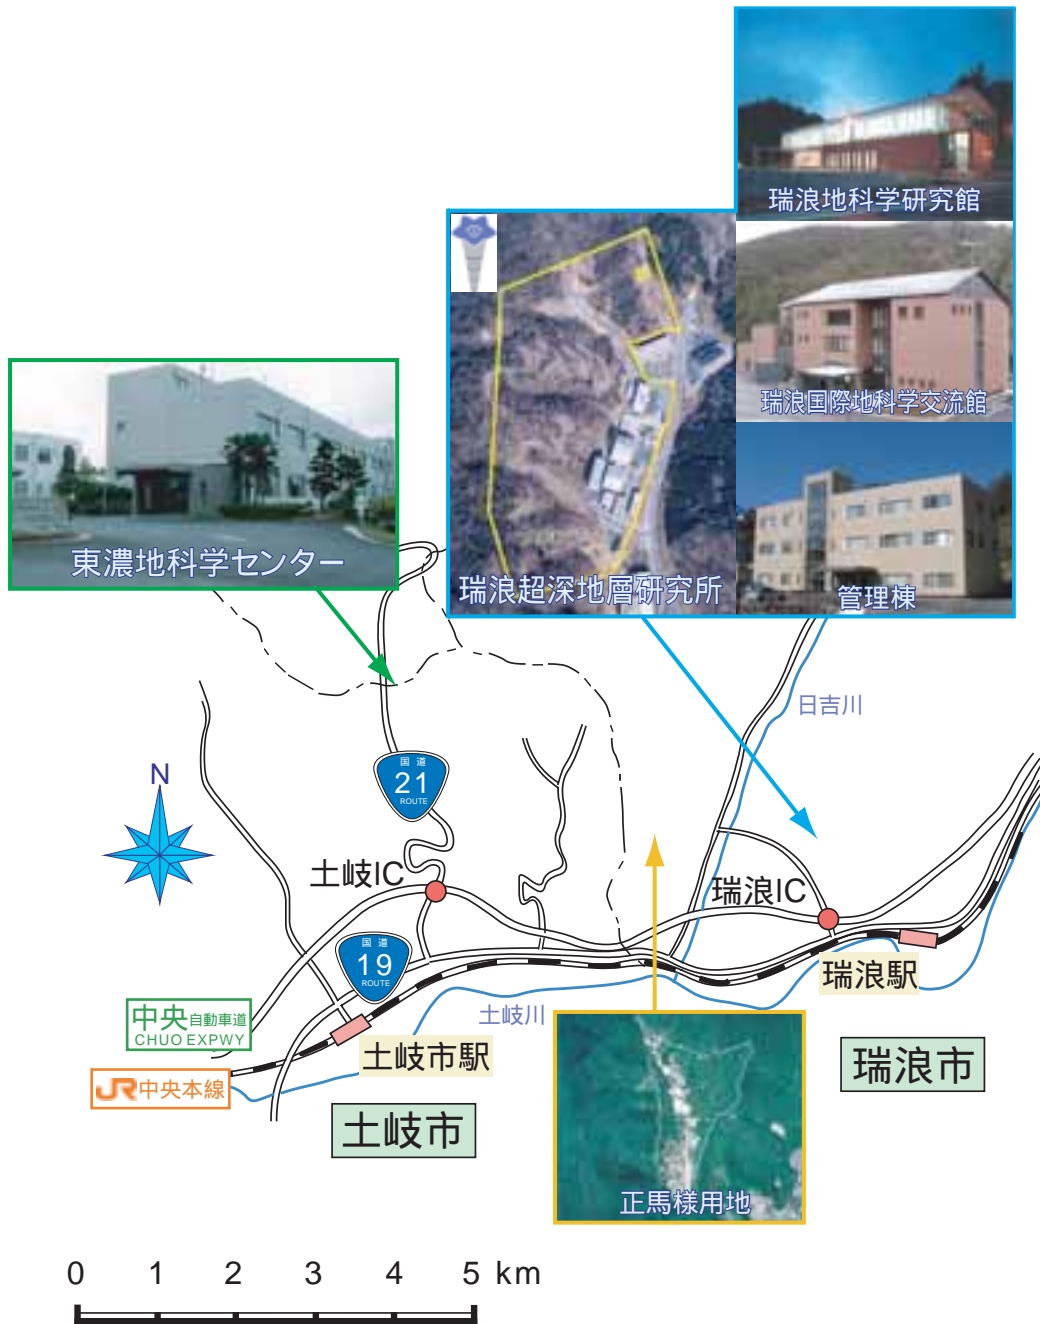 瑞浪地科学研究館
瑞浪国際地科学交流館
東濃地科学センター
瑞浪超深地層研究所
管理棟
日吉川
国道
21
ROUTE
N
土岐IC
瑞浪IC
国道
19
ROUTE
瑞浪駅
中央自動車道
CHUO EXPWY
土岐川
土岐市駅
瑞浪市
JR中央本線
土岐市
正馬様用地
0 1 2 3 4 5 km